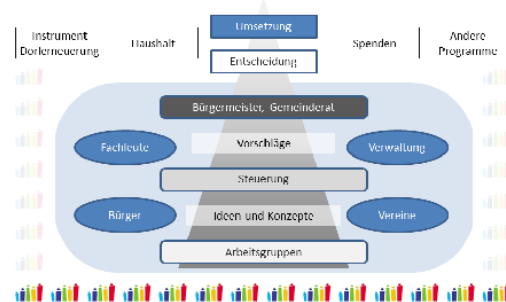 Umsetzung
Instrument
Dorferneuerung
Haushalt
Spenden
Andere
Programme
Entscheidung
Bürgermeister, Gemeinderat
Fachleute
Vorschläge
Verwaltung
Steuerung
Bürger
Ideen und Konzepte
Vereine
Arbeitsgruppen